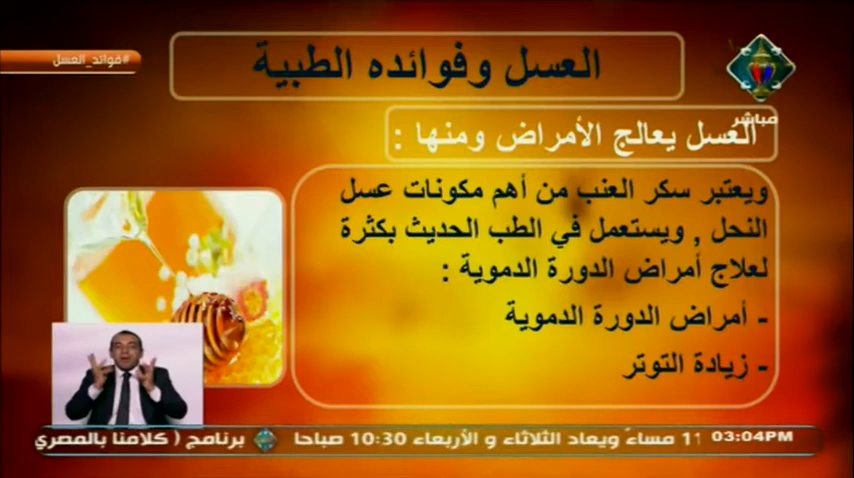 #فوائد_العسل
العسل وفوائده الطبية
مباشر
العسل يعالج الأمراض ومنها :
ويعتبر سكر العنب من أهم مكونات عسل
النحل , ويستعمل في الطب الحديث بكثرة
لعلاج أمراض الدورة الدموية :
- أمراض الدورة الدموية
- زيادة التوتر
03:04PM
11 مساءً ويعاد الثلاثاء و الأربعاء 10:30 صباحا
برنامج ( كلامنا بالمصري